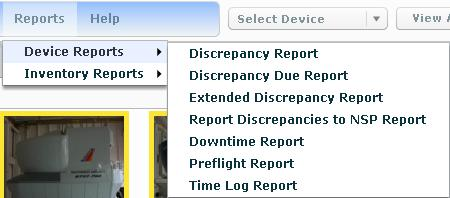 Reports Help Select Device View A
Device Reports
Inventory Reports
Discrepancy Report
Discrepancy Due Report
Extended Discrepancy Report
Report Discrepancies to NSP Report
Downtime Report
Preflight Report
Time Log Report